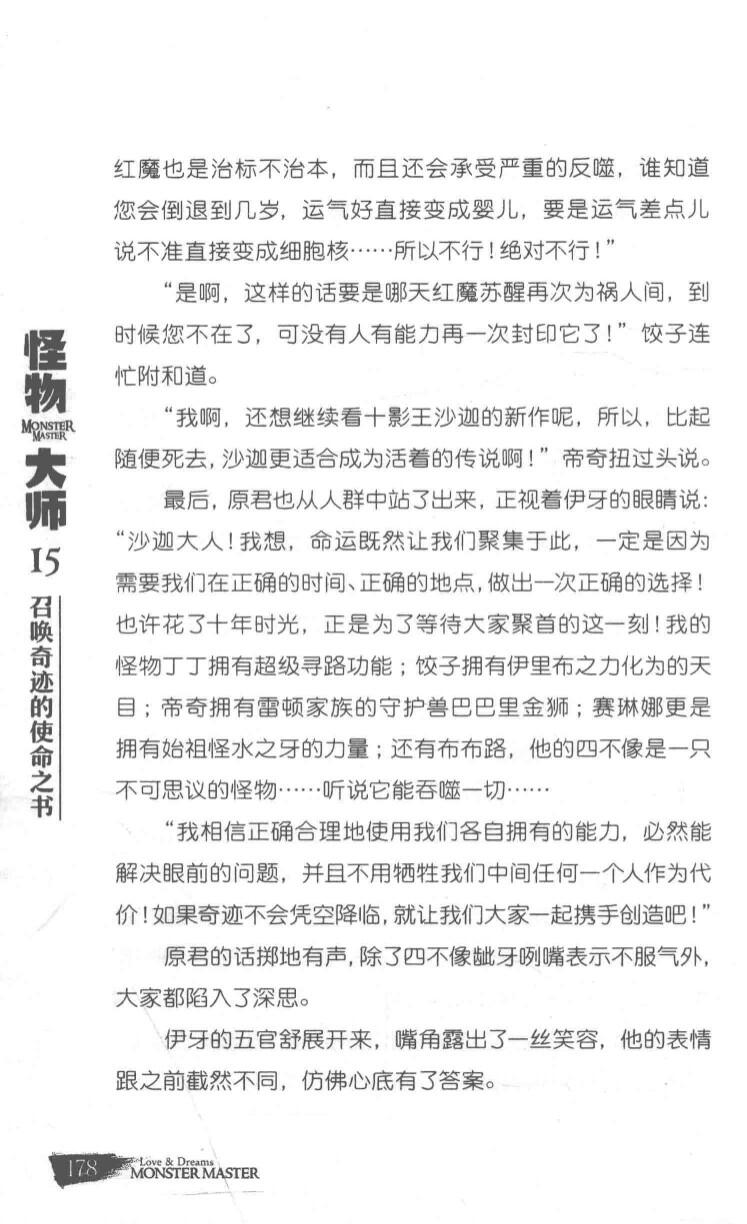 红魔也是治标不治本，而且还会承受严重的反噬，谁知道
您会倒退到几岁，运气好直接变成婴儿，要是运气差点儿
说不准直接变成细胞核……所以不行！绝对不行！”
“是啊，这样的话要是哪天红魔苏醒再次为祸人间，到
时候您不在了，可没有人有能力再一次封印它了！”饺子连
忙附和道。
“我啊，还想继续看十影王沙迦的新作呢，所以，比起
随便死去，沙迦更适合成为活着的传说啊！”帝奇扭过头说。
最后，原君也从人群中站了出来，正视着伊牙的眼睛说：
“沙迦大人！我想，命运既然让我们聚集于此，一定是因为
需要我们在正确的时间、正确的地点，做出一次正确的选择！
也许花了十年时光，正是为了等待大家聚首的这一刻！我的
怪物丁丁拥有超级寻路功能；饺子拥有伊里布之力化为的天
目；帝奇拥有雷顿家族的守护兽巴巴里金狮；赛琳娜更是
拥有始祖怪水之牙的力量；还有布布路，他的四不像是一只
不可思议的怪物……听说它能吞噬一切……
“我相信正确合理地使用我们各自拥有的能力，必然能
解决眼前的问题，并且不用牺牲我们中间任何一个人作为代
价！如果奇迹不会凭空降临，就让我们大家一起携手创造吧！”
原君的话掷地有声，除了四不像龇牙咧嘴表示不服气外，
大家都陷入了深思。
伊牙的五官舒展开来，嘴角露出了一丝笑容，他的表情
跟之前截然不同，仿佛心底有了答案。
怪物
MONSTER
MASTER
大师
15
召唤奇迹的使命之书
178
Love & Dreams
MONSTER MASTER